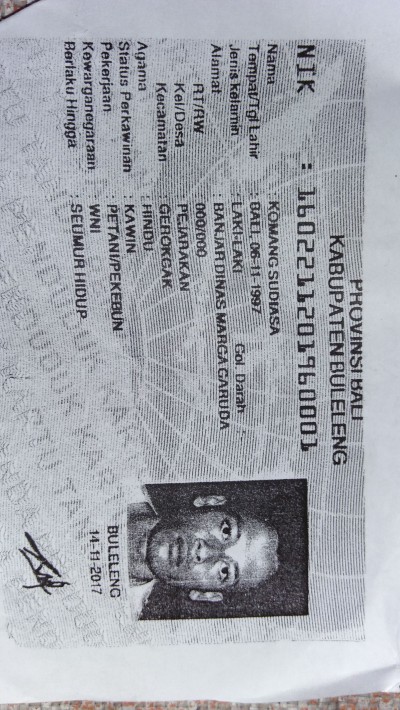 PROVINSI BALI
KABUPATEN BULELENG
NIK : 1602211201960001
Nama : KOMANG SUDIASA
Tempat/Tgl Lahir : BALI, 06-11-1997
Jenis kelamin : LAKI-LAKI Gol. Darah : -
Alamat : BANJAR DINAS MARGA GARUDA
RT/RW : 000/000
Kel/Desa : PEJARAKAN
Kecamatan : GEROKGAK
Agama : HINDU
Status Perkawinan : KAWIN
Pekerjaan : PETANI/PEKEBUN
Kewarganegaraan : WNI
Berlaku Hingga : SEUMUR HIDUP
BULELENG
14-11-2017